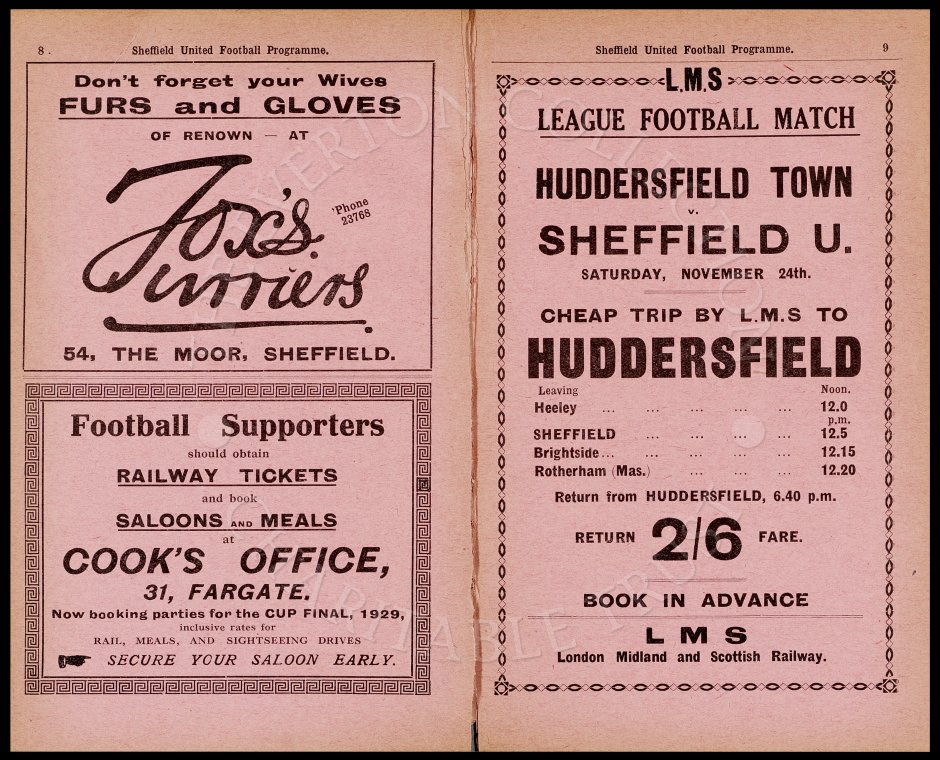 8.
Sheffield United Football Programme.
Don't forget your Wives
FURS and GLOVES
OF RENOWN — AT
Fox's.
Furriers
'Phone
23768
54, THE MOOR, SHEFFIELD.
Football Supporters
should obtain
RAILWAY TICKETS
and book
SALOONS AND MEALS
at
COOK'S OFFICE,
31, FARGATE.
Now booking parties for the CUP FINAL, 1929,
inclusive rates for
RAIL, MEALS, AND SIGHTSEEING DRIVES
SECURE YOUR SALOON EARLY.
Sheffield United Football Programme.
9
L.M.S
LEAGUE FOOTBALL MATCH
HUDDERSFIELD TOWN
v.
SHEFFIELD U.
SATURDAY, NOVEMBER 24th.
CHEAP TRIP BY L.M.S TO
HUDDERSFIELD
Leaving Noon.
Heeley ... ... ... ... ... 12.0
p.m.
SHEFFIELD ... ... ... ... 12.5
Brightside ... ... ... ... ... 12.15
Rotherham (Mas.) ... ... ... 12.20
Return from HUDDERSFIELD, 6.40 p.m.
RETURN 2/6 FARE.
BOOK IN ADVANCE
L M S
London Midland and Scottish Railway.